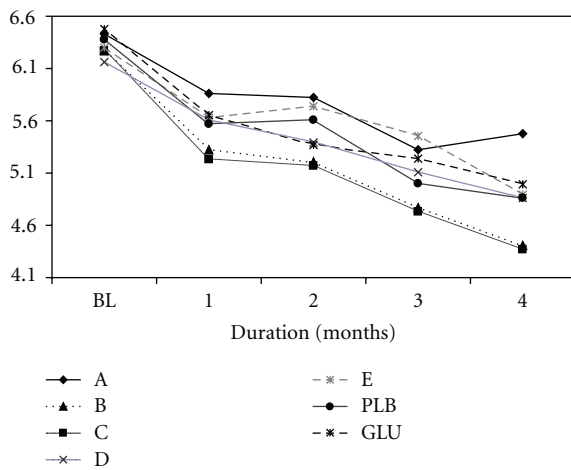 6.6
6.1
5.6
5.1
4.6
4.1
BL 1 2 3 4
Duration (months)
A E
B PLB
C GLU
D